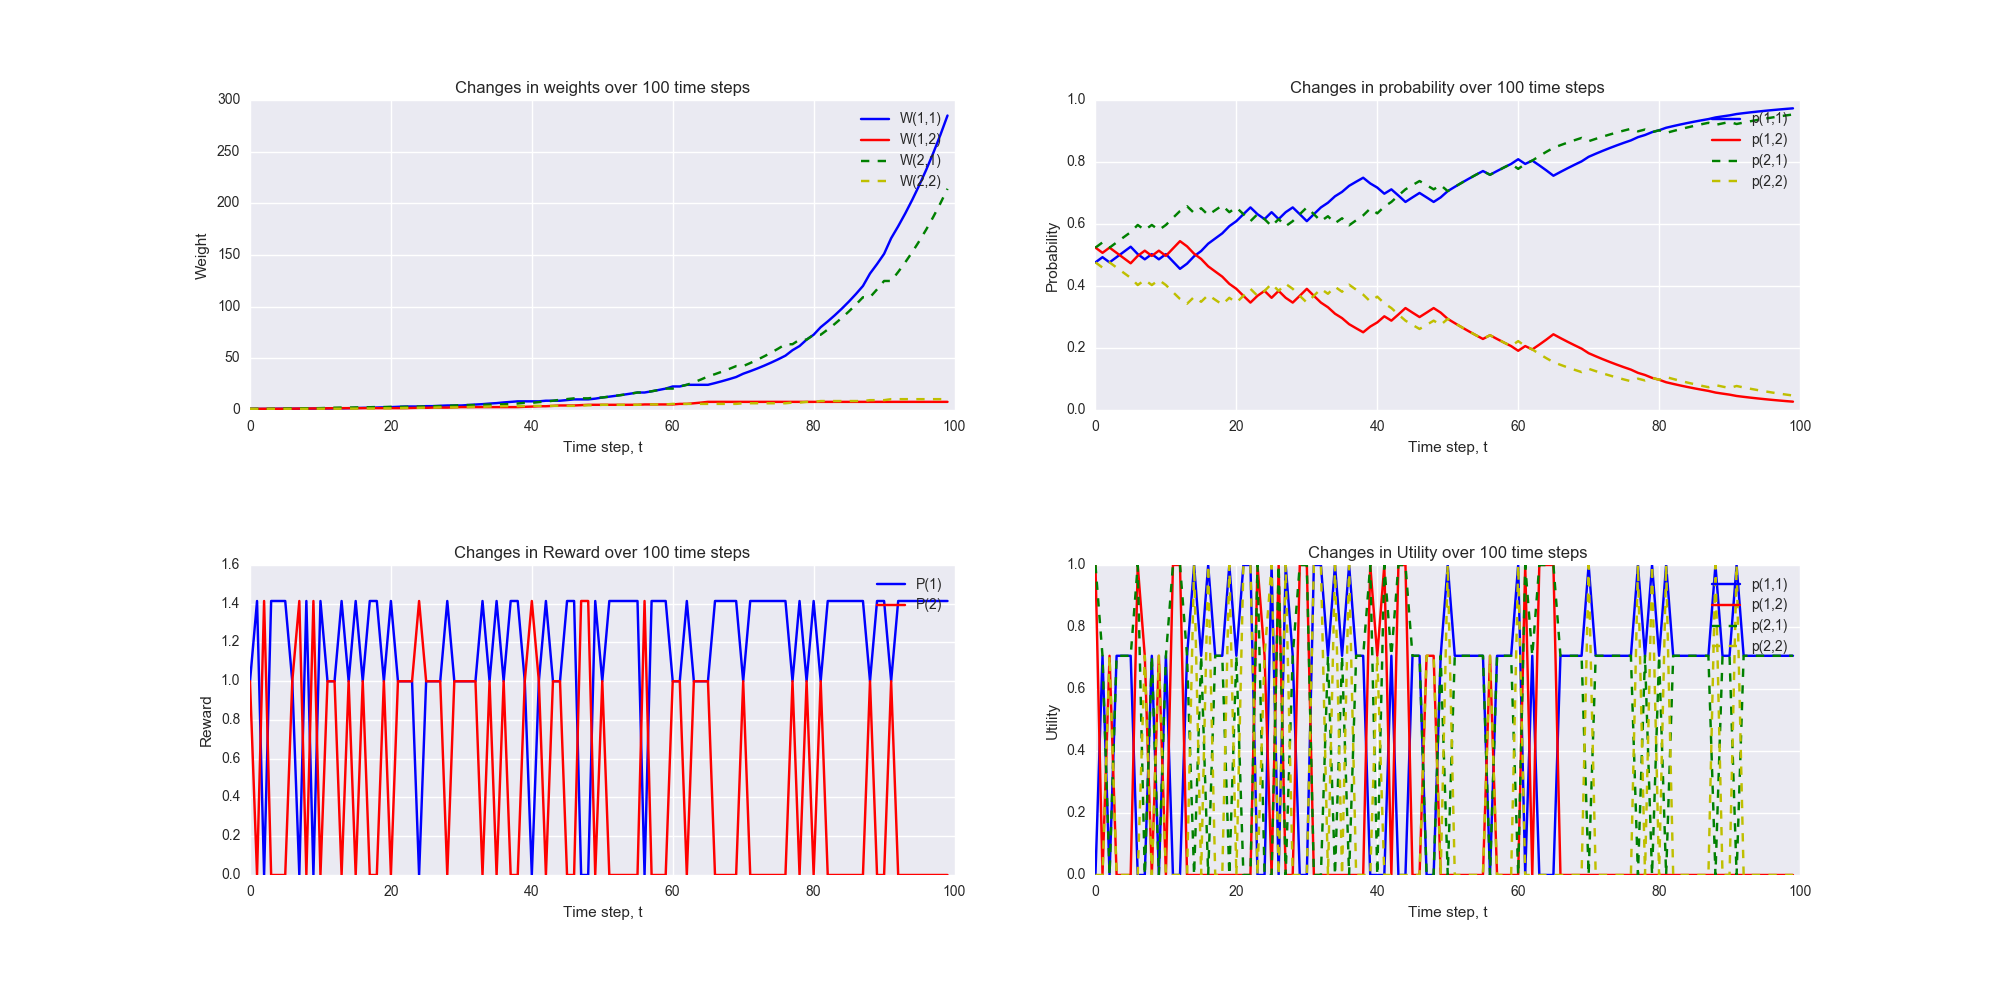 Changes in weights over 100 time steps
300
250
200
150
100
50
0
Weight
W(1,1)
W(1,2)
W(2,1)
W(2,2)
0 20 40 60 80 100
Time step, t
Changes in probability over 100 time steps
1.0
0.8
0.6
0.4
0.2
0.0
Probability
p(1,1)
p(1,2)
p(2,1)
p(2,2)
0 20 40 60 80 100
Time step, t
Changes in Reward over 100 time steps
1.6
1.4
1.2
1.0
0.8
0.6
0.4
0.2
0.0
Reward
P(1)
P(2)
0 20 40 60 80 100
Time step, t
Changes in Utility over 100 time steps
1.0
0.8
0.6
0.4
0.2
0.0
Utility
p(1,1)
p(1,2)
p(2,1)
p(2,2)
0 20 40 60 80 100
Time step, t